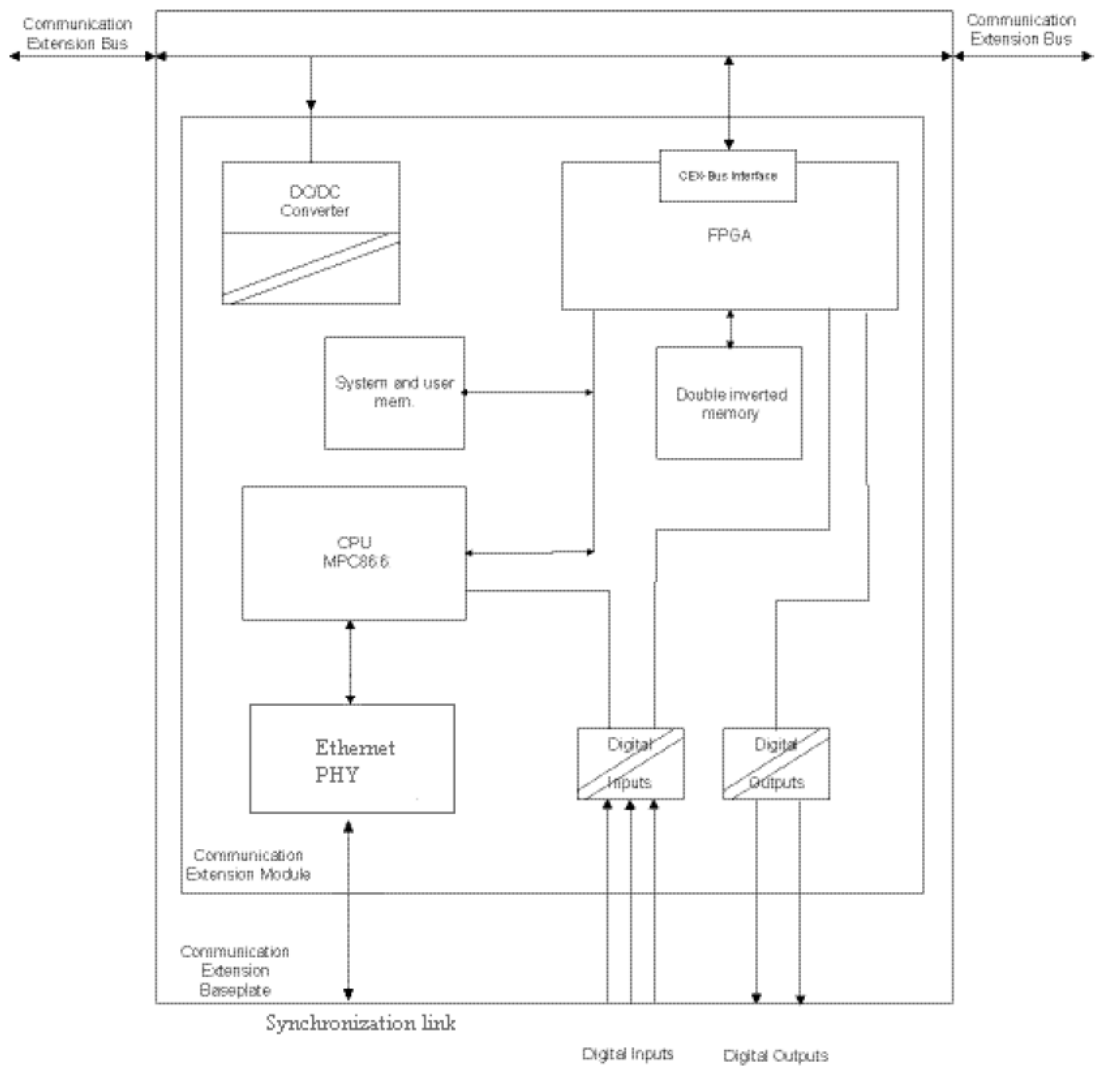 Communication
Extension Bus
Communication
Extension Bus
DC/DC
Converter
CEX-Bus Interface
FPGA
System and user
mem.
Double inverted
memory
CPU
MPC866
Ethernet
PHY
Digital
Inputs
Digital
Outputs
Communication
Extension Module
Communication
Extension
Baseplate
Synchronization link
Digital Inputs
Digital Outputs